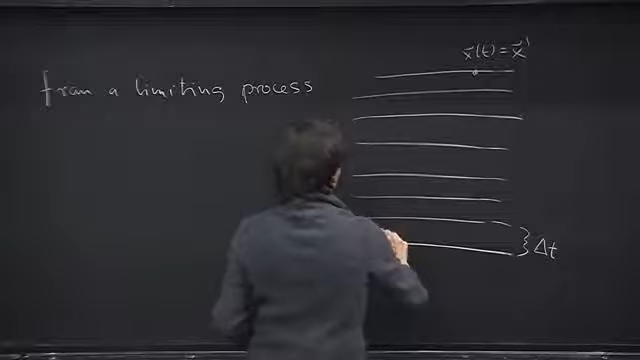 from a limiting process
x⃗(t) = x⃗'
Δt